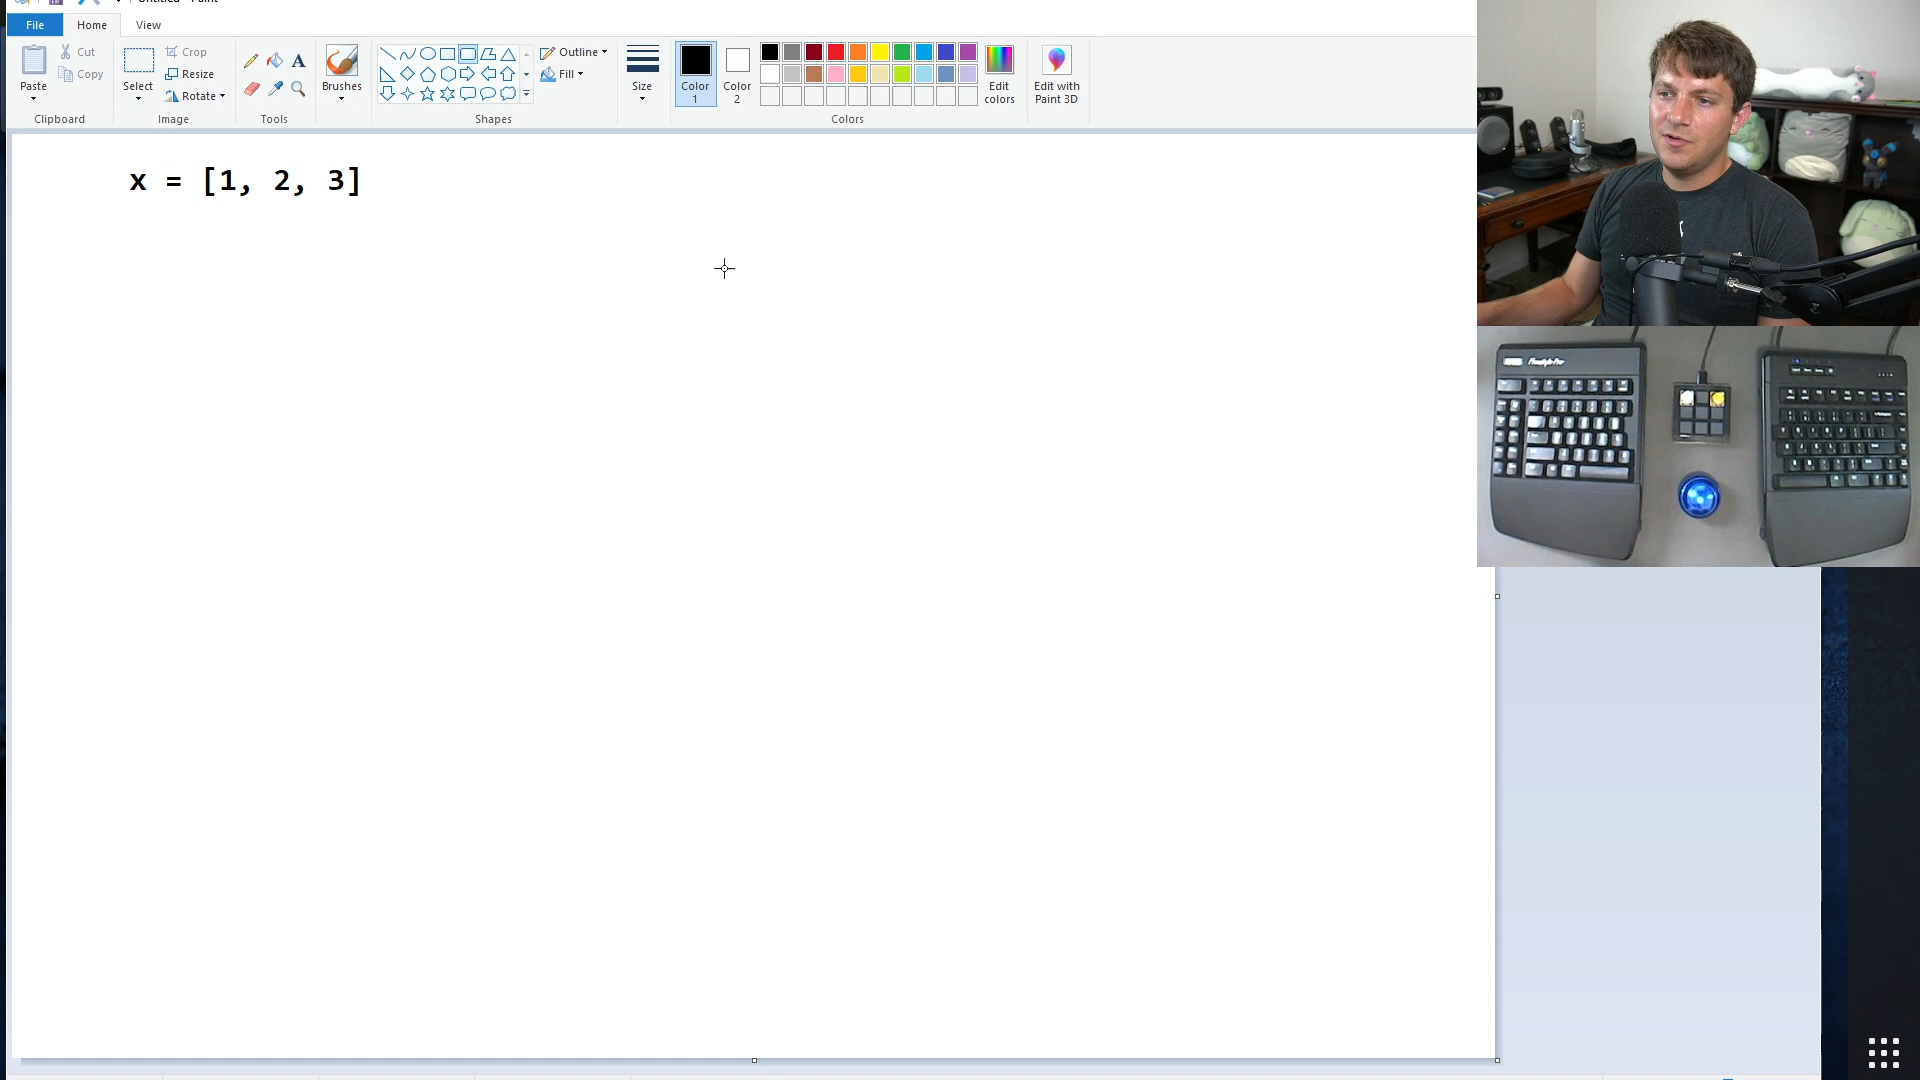 File Home View
Paste
Cut
Copy
Clipboard
Select
Crop
Resize
Rotate
Image
Tools
Brushes
Shapes
Outline
Fill
Size
Color 1
Color 2
Edit colors
Colors
Edit with Paint 3D
x = [1, 2, 3]